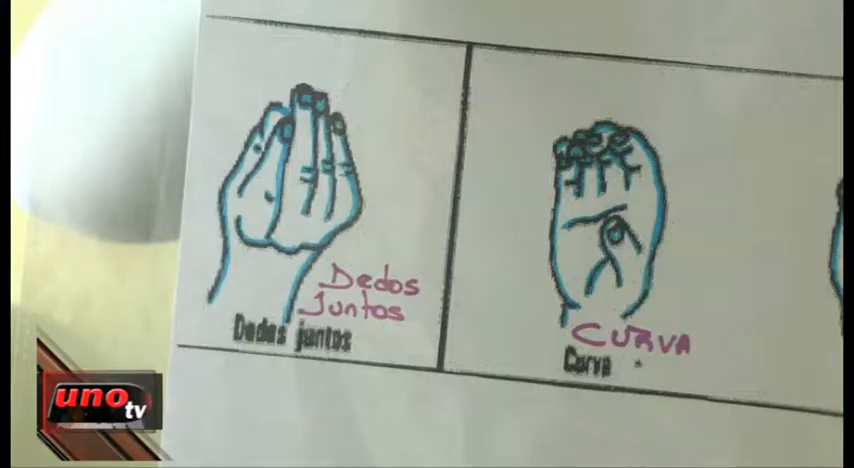 Dedos
Juntos
Dedos juntos
CURVA
Curva
uno
tv